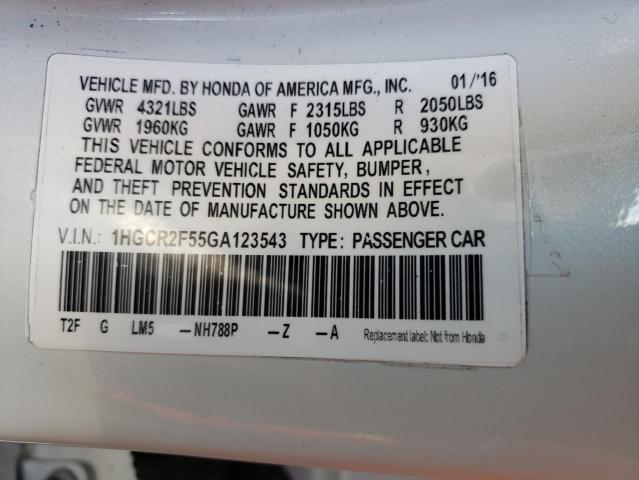 VEHICLE MFD. BY HONDA OF AMERICA MFG., INC. 01/'16
GVWR 4321LBS GAWR F 2315LBS R 2050LBS
GVWR 1960KG GAWR F 1050KG R 930KG
THIS VEHICLE CONFORMS TO ALL APPLICABLE
FEDERAL MOTOR VEHICLE SAFETY, BUMPER,
AND THEFT PREVENTION STANDARDS IN EFFECT
ON THE DATE OF MANUFACTURE SHOWN ABOVE.
V.I.N.: 1HGCR2F55GA123543 TYPE: PASSENGER CAR
T2F G LM5 –NH788P –Z –A Replacement label: Not from Honda